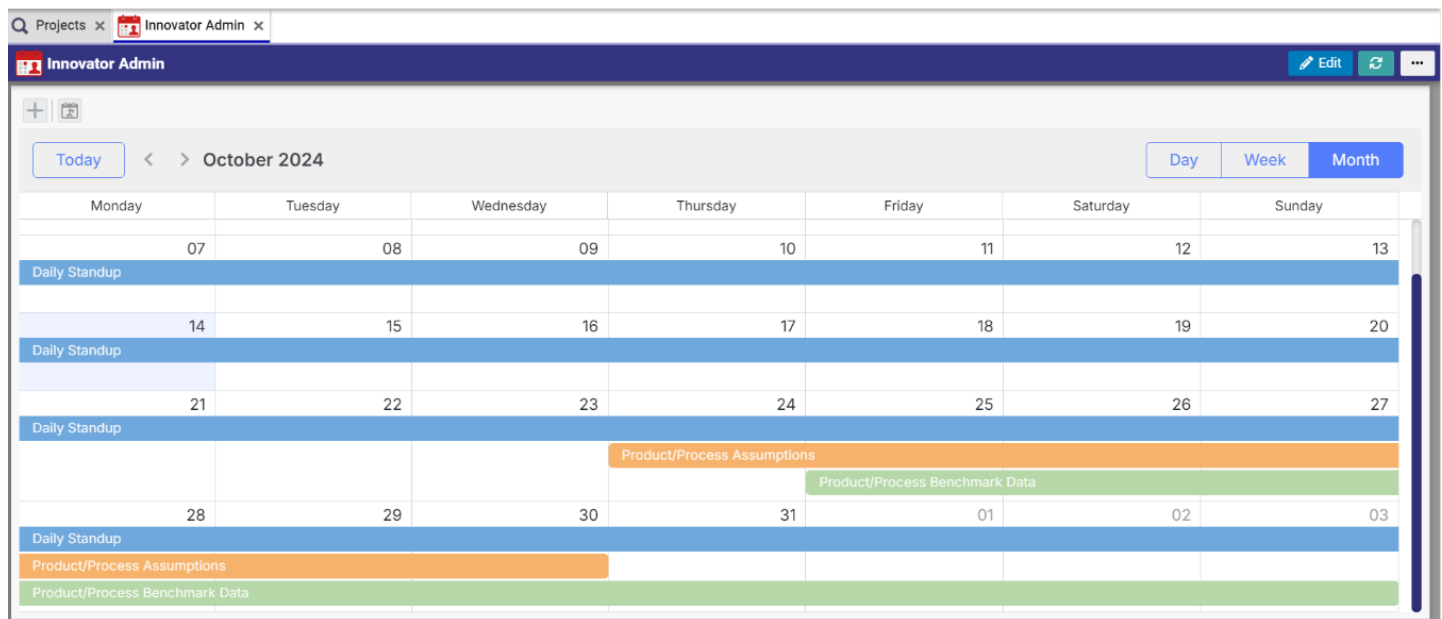 Projects Innovator Admin
Innovator Admin Edit
Today October 2024 Day Week Month
Monday Tuesday Wednesday Thursday Friday Saturday Sunday
07 08 09 10 11 12 13
Daily Standup
14 15 16 17 18 19 20
Daily Standup
21 22 23 24 25 26 27
Daily Standup
Product/Process Assumptions
Product/Process Benchmark Data
28 29 30 31 01 02 03
Daily Standup
Product/Process Assumptions
Product/Process Benchmark Data